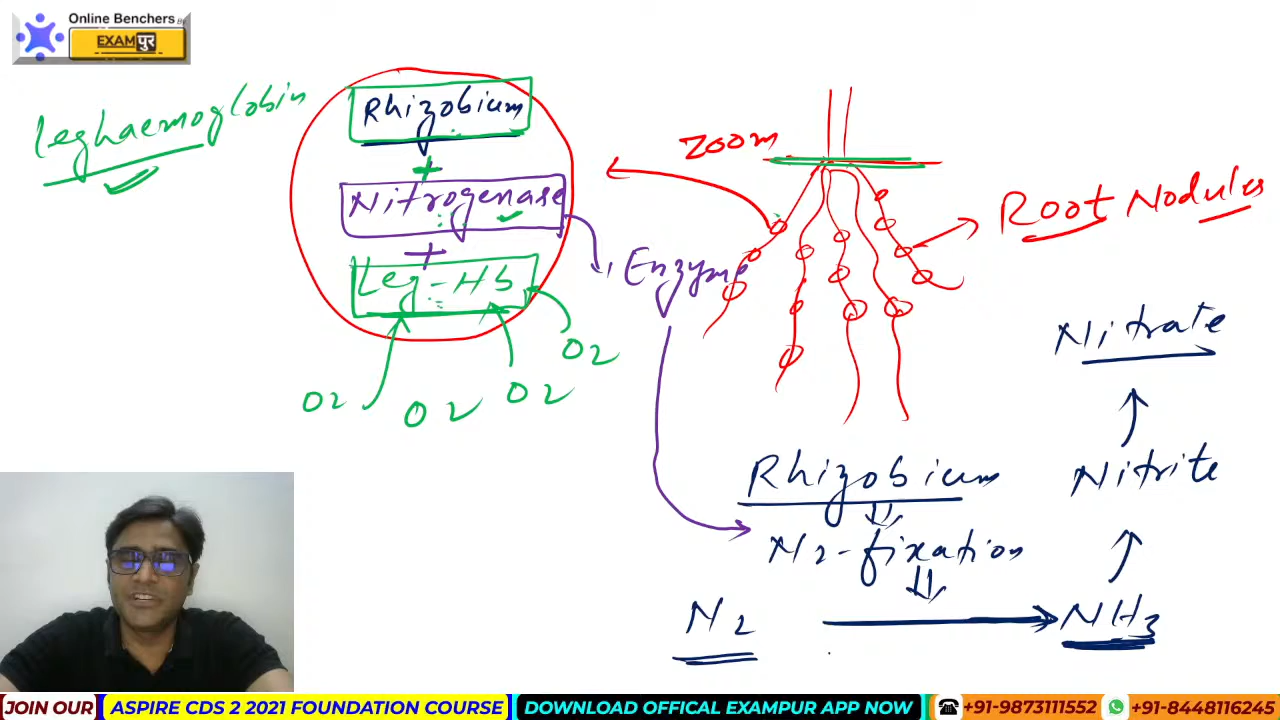 Online Benchers By
EXAMपुर
Leghaemoglobin
Rhizobium
+
Nitrogenase
+
Leg-Hb
O2
O2
O2
O2
Enzyme
Zoom
Root Nodules
Nitrate
Nitrite
Rhizobium
N2-fixation
N2
NH3
JOIN OUR ASPIRE CDS 2 2021 FOUNDATION COURSE DOWNLOAD OFFICAL EXAMPUR APP NOW +91-9873111552 +91-8448116245